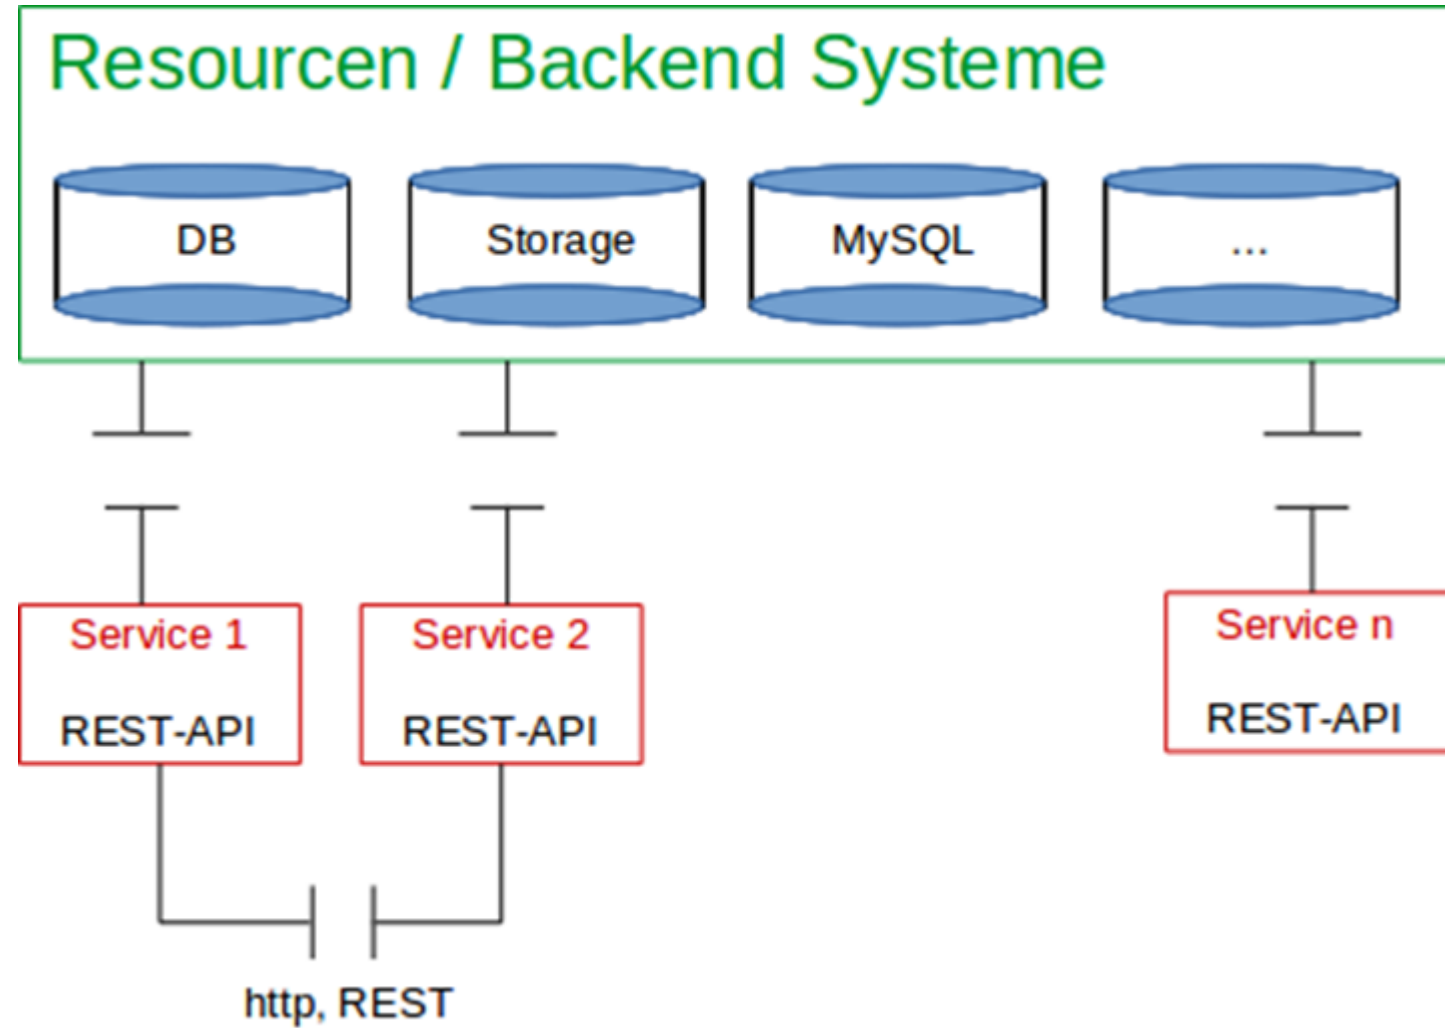 Resourcen / Backend Systeme
DB
Storage
MySQL
...
Service 1
REST-API
Service 2
REST-API
Service n
REST-API
http, REST